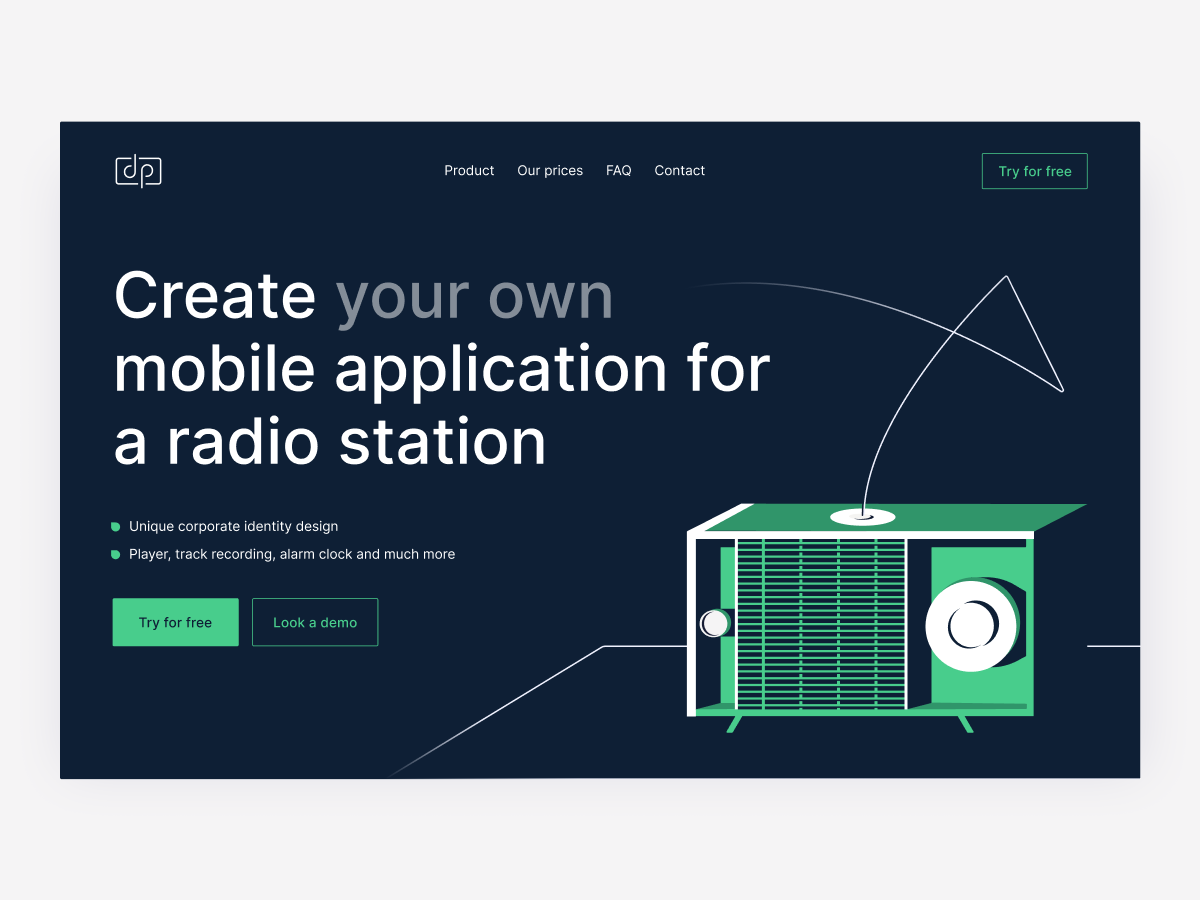 dp
Product Our prices FAQ Contact
Try for free
Create your own
mobile application for
a radio station
Unique corporate identity design
Player, track recording, alarm clock and much more
Try for free
Look a demo